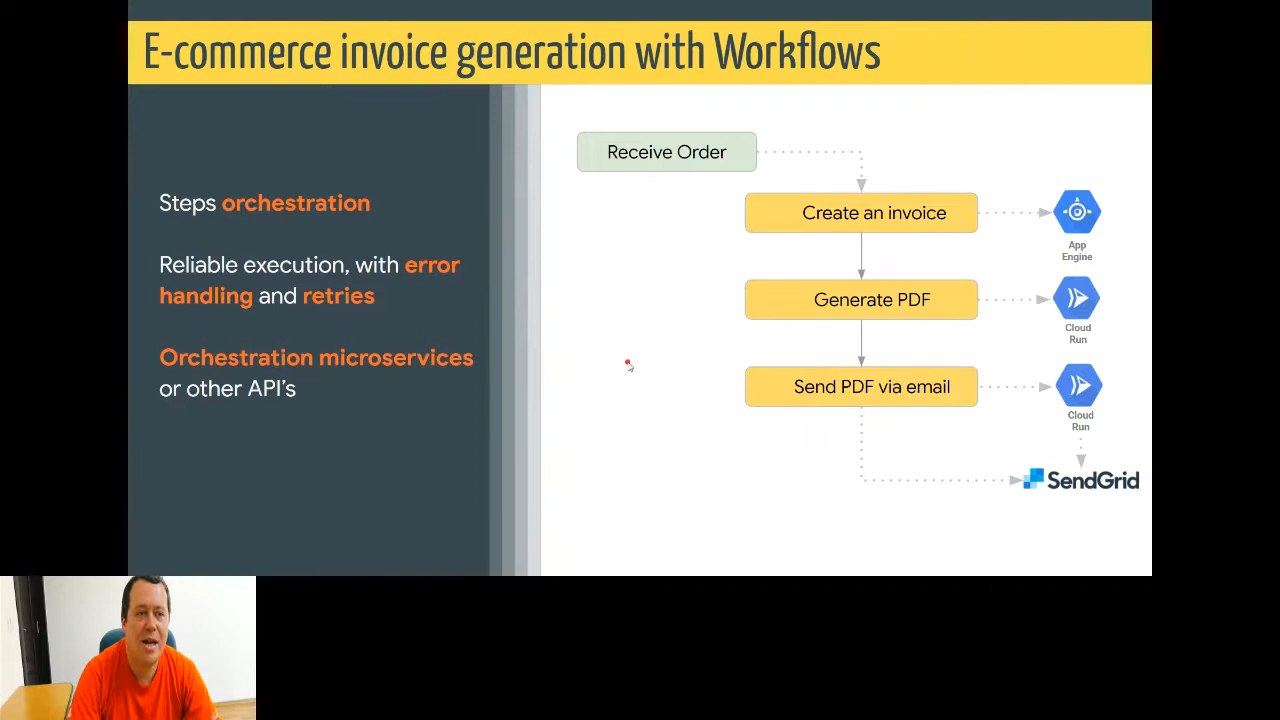 E-commerce invoice generation with Workflows
Steps orchestration
Reliable execution, with error
handling and retries
Orchestration microservices
or other API's
Receive Order
Create an invoice
App
Engine
Generate PDF
Cloud
Run
Send PDF via email
Cloud
Run
SendGrid